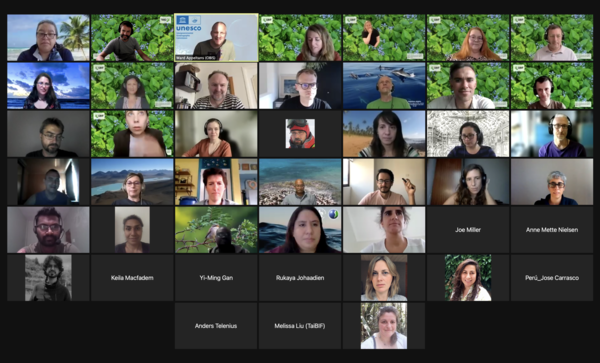 unesco
Ward Appeltans IOBIS
Joe Miller
Anne Mette Nielsen
Keila Macfadem
Yi-Ming Gan
Rukaya Johaadien
Perú_Jose Carrasco
Anders Telenius
Melissa Liu (TaiBIF)